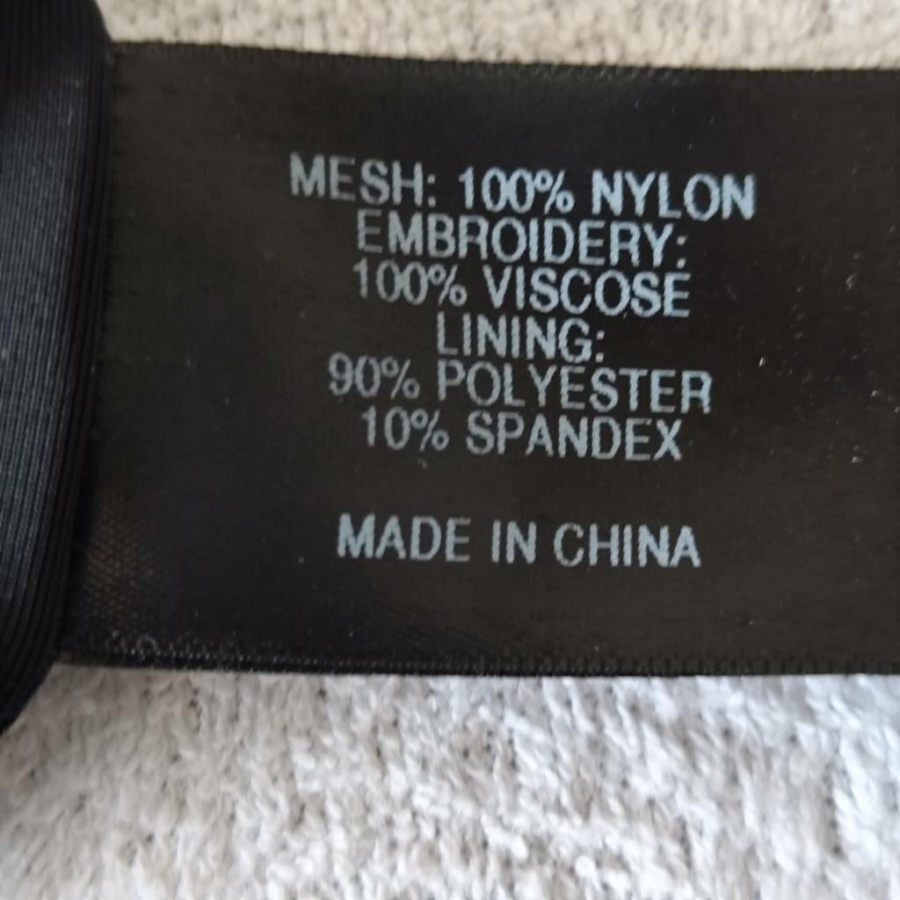 MESH: 100% NYLON
EMBROIDERY:
100% VISCOSE
LINING:
90% POLYESTER
10% SPANDEX
MADE IN CHINA